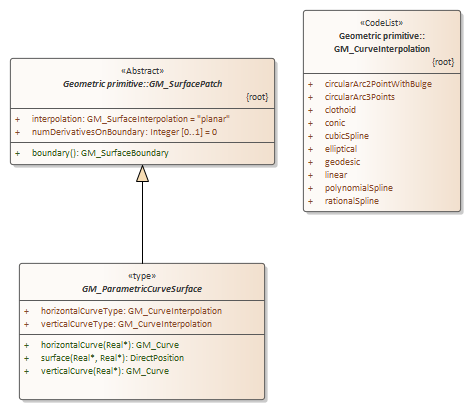 «Abstract»
Geometric primitive::GM_SurfacePatch
{root}
+ interpolation: GM_SurfaceInterpolation = "planar"
+ numDerivativesOnBoundary: Integer [0..1] = 0
+ boundary(): GM_SurfaceBoundary
«CodeList»
Geometric primitive::
GM_CurveInterpolation
{root}
+ circularArc2PointWithBulge
+ circularArc3Points
+ clothoid
+ conic
+ cubicSpline
+ elliptical
+ geodesic
+ linear
+ polynomialSpline
+ rationalSpline
«type»
GM_ParametricCurveSurface
+ horizontalCurveType: GM_CurveInterpolation
+ verticalCurveType: GM_CurveInterpolation
+ horizontalCurve(Real*): GM_Curve
+ surface(Real*, Real*): DirectPosition
+ verticalCurve(Real*): GM_Curve